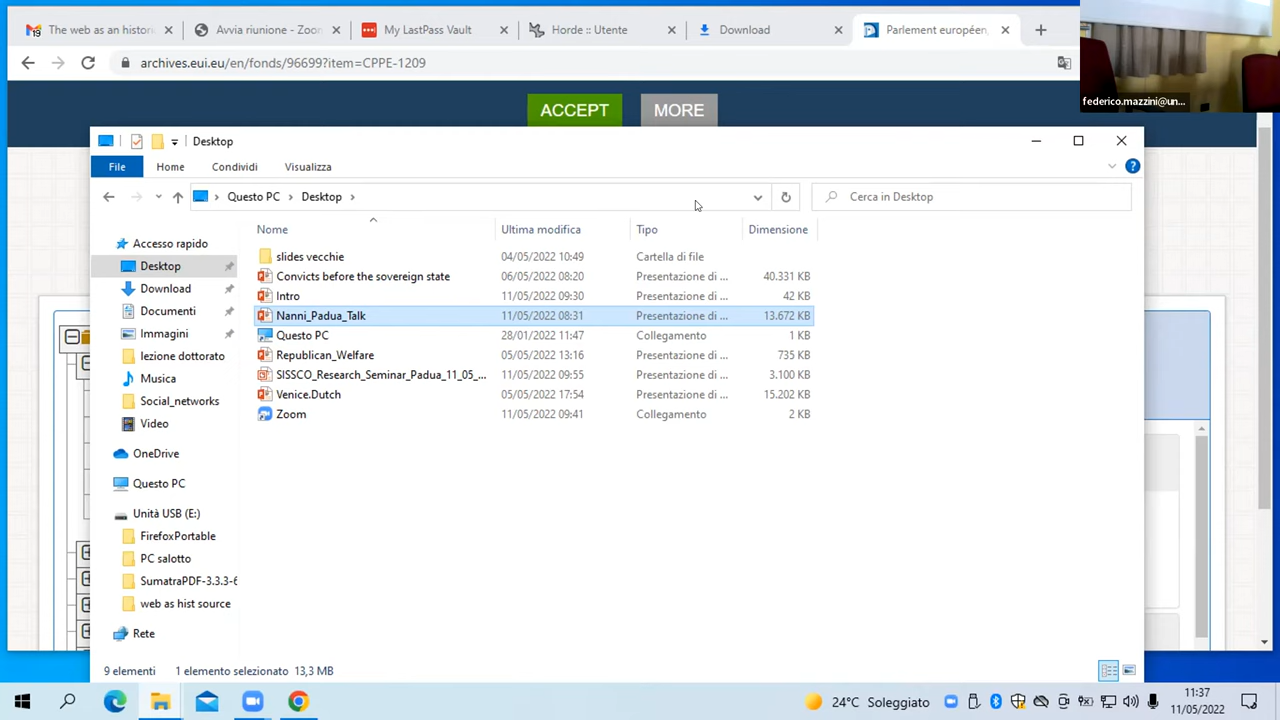 The web as an histori
Avvia riunione - Zoom
My LastPass Vault
Horde :: Utente
Download
Parlement européen,
archives.eui.eu/en/fonds/96699?item=CPPE-1209
federico.mazzini@un...
ACCEPT MORE
Desktop
File Home Condividi Visualizza
Questo PC Desktop Cerca in Desktop
Nome Ultima modifica Tipo Dimensione
slides vecchie 04/05/2022 10:49 Cartella di file
Convicts before the sovereign state 06/05/2022 08:20 Presentazione di ... 40.331 KB
Intro 11/05/2022 09:30 Presentazione di ... 42 KB
Nanni_Padua_Talk 11/05/2022 08:31 Presentazione di ... 13.672 KB
Questo PC 28/01/2022 11:47 Collegamento 1 KB
Republican_Welfare 05/05/2022 13:16 Presentazione di ... 735 KB
SISSCO_Research_Seminar_Padua_11_05_... 11/05/2022 09:55 Presentazione di ... 3.100 KB
Venice.Dutch 05/05/2022 17:54 Presentazione di ... 15.202 KB
Zoom 11/05/2022 09:41 Collegamento 2 KB
Accesso rapido
Desktop
Download
Documenti
Immagini
lezione dottorato
Musica
Social_networks
Video
OneDrive
Questo PC
Unità USB (E:)
FirefoxPortable
PC salotto
SumatraPDF-3.3.3-6
web as hist source
Rete
9 elementi 1 elemento selezionato 13,3 MB
24°C Soleggiato
11:37
11/05/2022